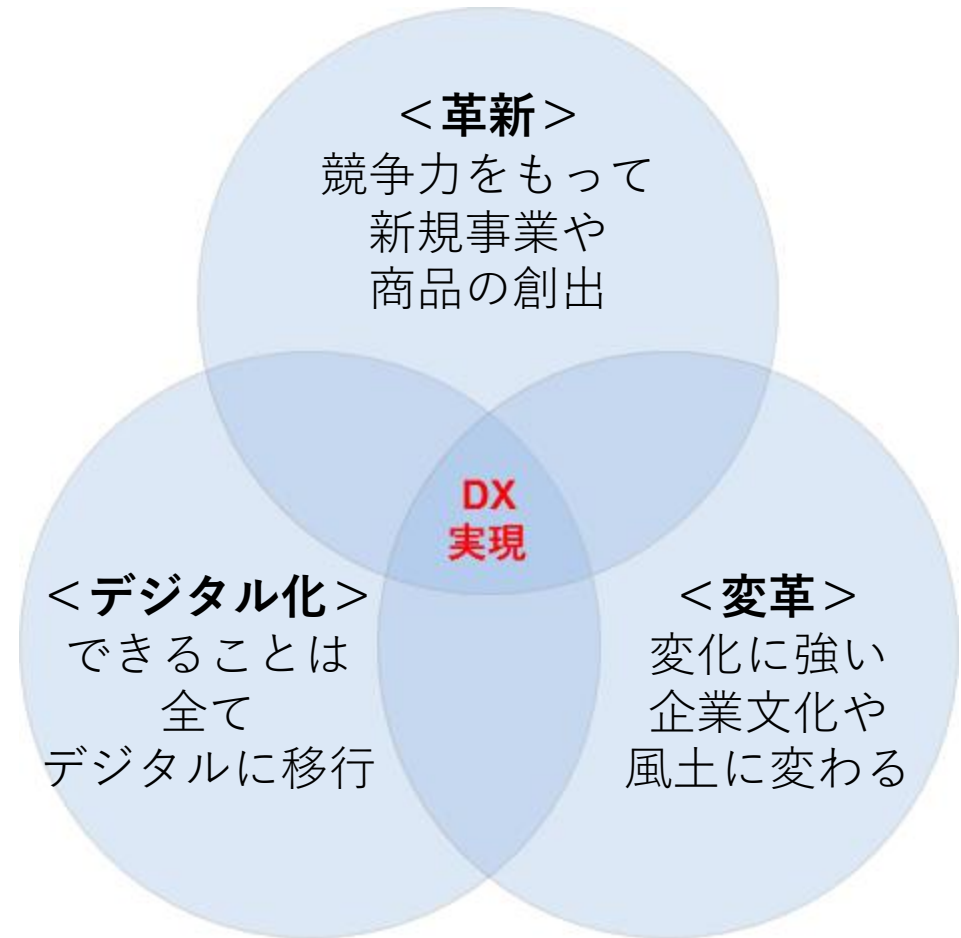 ＜革新＞
競争力をもって
新規事業や
商品の創出
DX
実現
＜デジタル化＞
できることは
全て
デジタルに移行
＜変革＞
変化に強い
企業文化や
風土に変わる